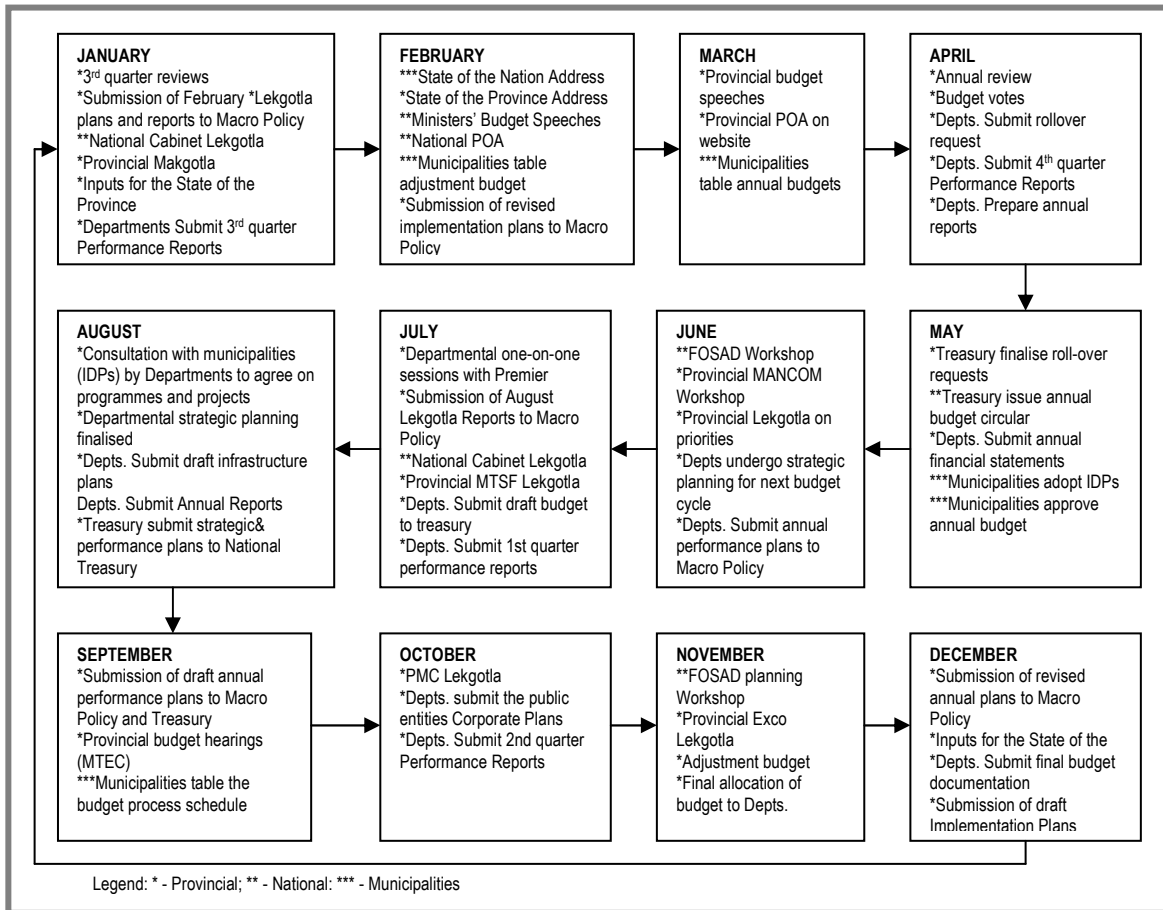 JANUARY
*3rd quarter reviews
*Submission of February *Lekgotla
plans and reports to Macro Policy
**National Cabinet Lekgotla
*Provincial Makgotla
*Inputs for the State of the
Province
*Departments Submit 3rd quarter
Performance Reports
FEBRUARY
***State of the Nation Address
*State of the Province Address
**Ministers' Budget Speeches
**National POA
***Municipalities table
adjustment budget
*Submission of revised
implementation plans to Macro
Policy
MARCH
*Provincial budget
speeches
*Provincial POA on
website
***Municipalities
table annual budgets
APRIL
*Annual review
*Budget votes
*Depts. Submit rollover
request
*Depts. Submit 4th quarter
Performance Reports
*Depts. Prepare annual
reports
AUGUST
*Consultation with municipalities
(IDPs) by Departments to agree on
programmes and projects
*Departmental strategic planning
finalised
*Depts. Submit draft infrastructure
plans
Depts. Submit Annual Reports
*Treasury submit strategic&
performance plans to National
Treasury
JULY
*Departmental one-on-one
sessions with Premier
*Submission of August
Lekgotla Reports to Macro
Policy
**National Cabinet Lekgotla
*Provincial MTSF Lekgotla
*Depts. Submit draft budget
to treasury
*Depts. Submit 1st quarter
performance reports
JUNE
**FOSAD Workshop
*Provincial MANCOM
Workshop
*Provincial Lekgotla on
priorities
*Depts undergo strategic
planning for next budget
cycle
*Depts. Submit annual
performance plans to
Macro Policy
MAY
*Treasury finalise roll-over
requests
**Treasury issue annual
budget circular
*Depts. Submit annual
financial statements
***Municipalities adopt IDPs
***Municipalities approve
annual budget
SEPTEMBER
*Submission of draft annual
performance plans to Macro
Policy and Treasury
*Provincial budget hearings
(MTEC)
***Municipalities table the
budget process schedule
OCTOBER
*PMC Lekgotla
*Depts. submit the public
entities Corporate Plans
*Depts. Submit 2nd quarter
Performance Reports
NOVEMBER
**FOSAD planning
Workshop
*Provincial Exco
Lekgotla
*Adjustment budget
*Final allocation of
budget to Depts.
DECEMBER
*Submission of revised
annual plans to Macro
Policy
*Inputs for the State of the
*Depts. Submit final budget
documentation
*Submission of draft
Implementation Plans
Legend: * - Provincial; ** - National: *** - Municipalities